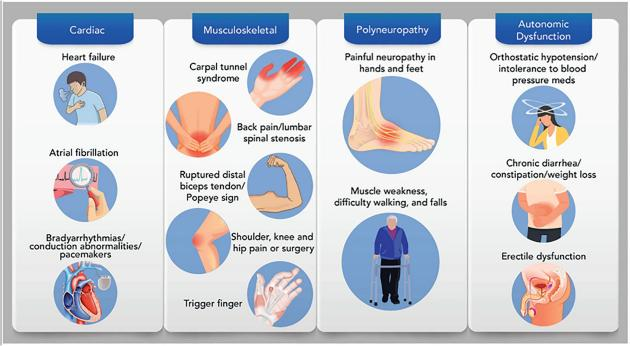 Cardiac
Heart failure
Atrial fibrillation
Bradyarrhythmias/
conduction abnormalities/
pacemakers
Musculoskeletal
Carpal tunnel
syndrome
Back pain/lumbar
spinal stenosis
Ruptured distal
biceps tendon/
Popeye sign
Shoulder, knee and
hip pain or surgery
Trigger finger
Polyneuropathy
Painful neuropathy in
hands and feet
Muscle weakness,
difficulty walking, and falls
Autonomic
Dysfunction
Orthostatic hypotension/
intolerance to blood
pressure meds
Chronic diarrhea/
constipation/weight loss
Erectile dysfunction